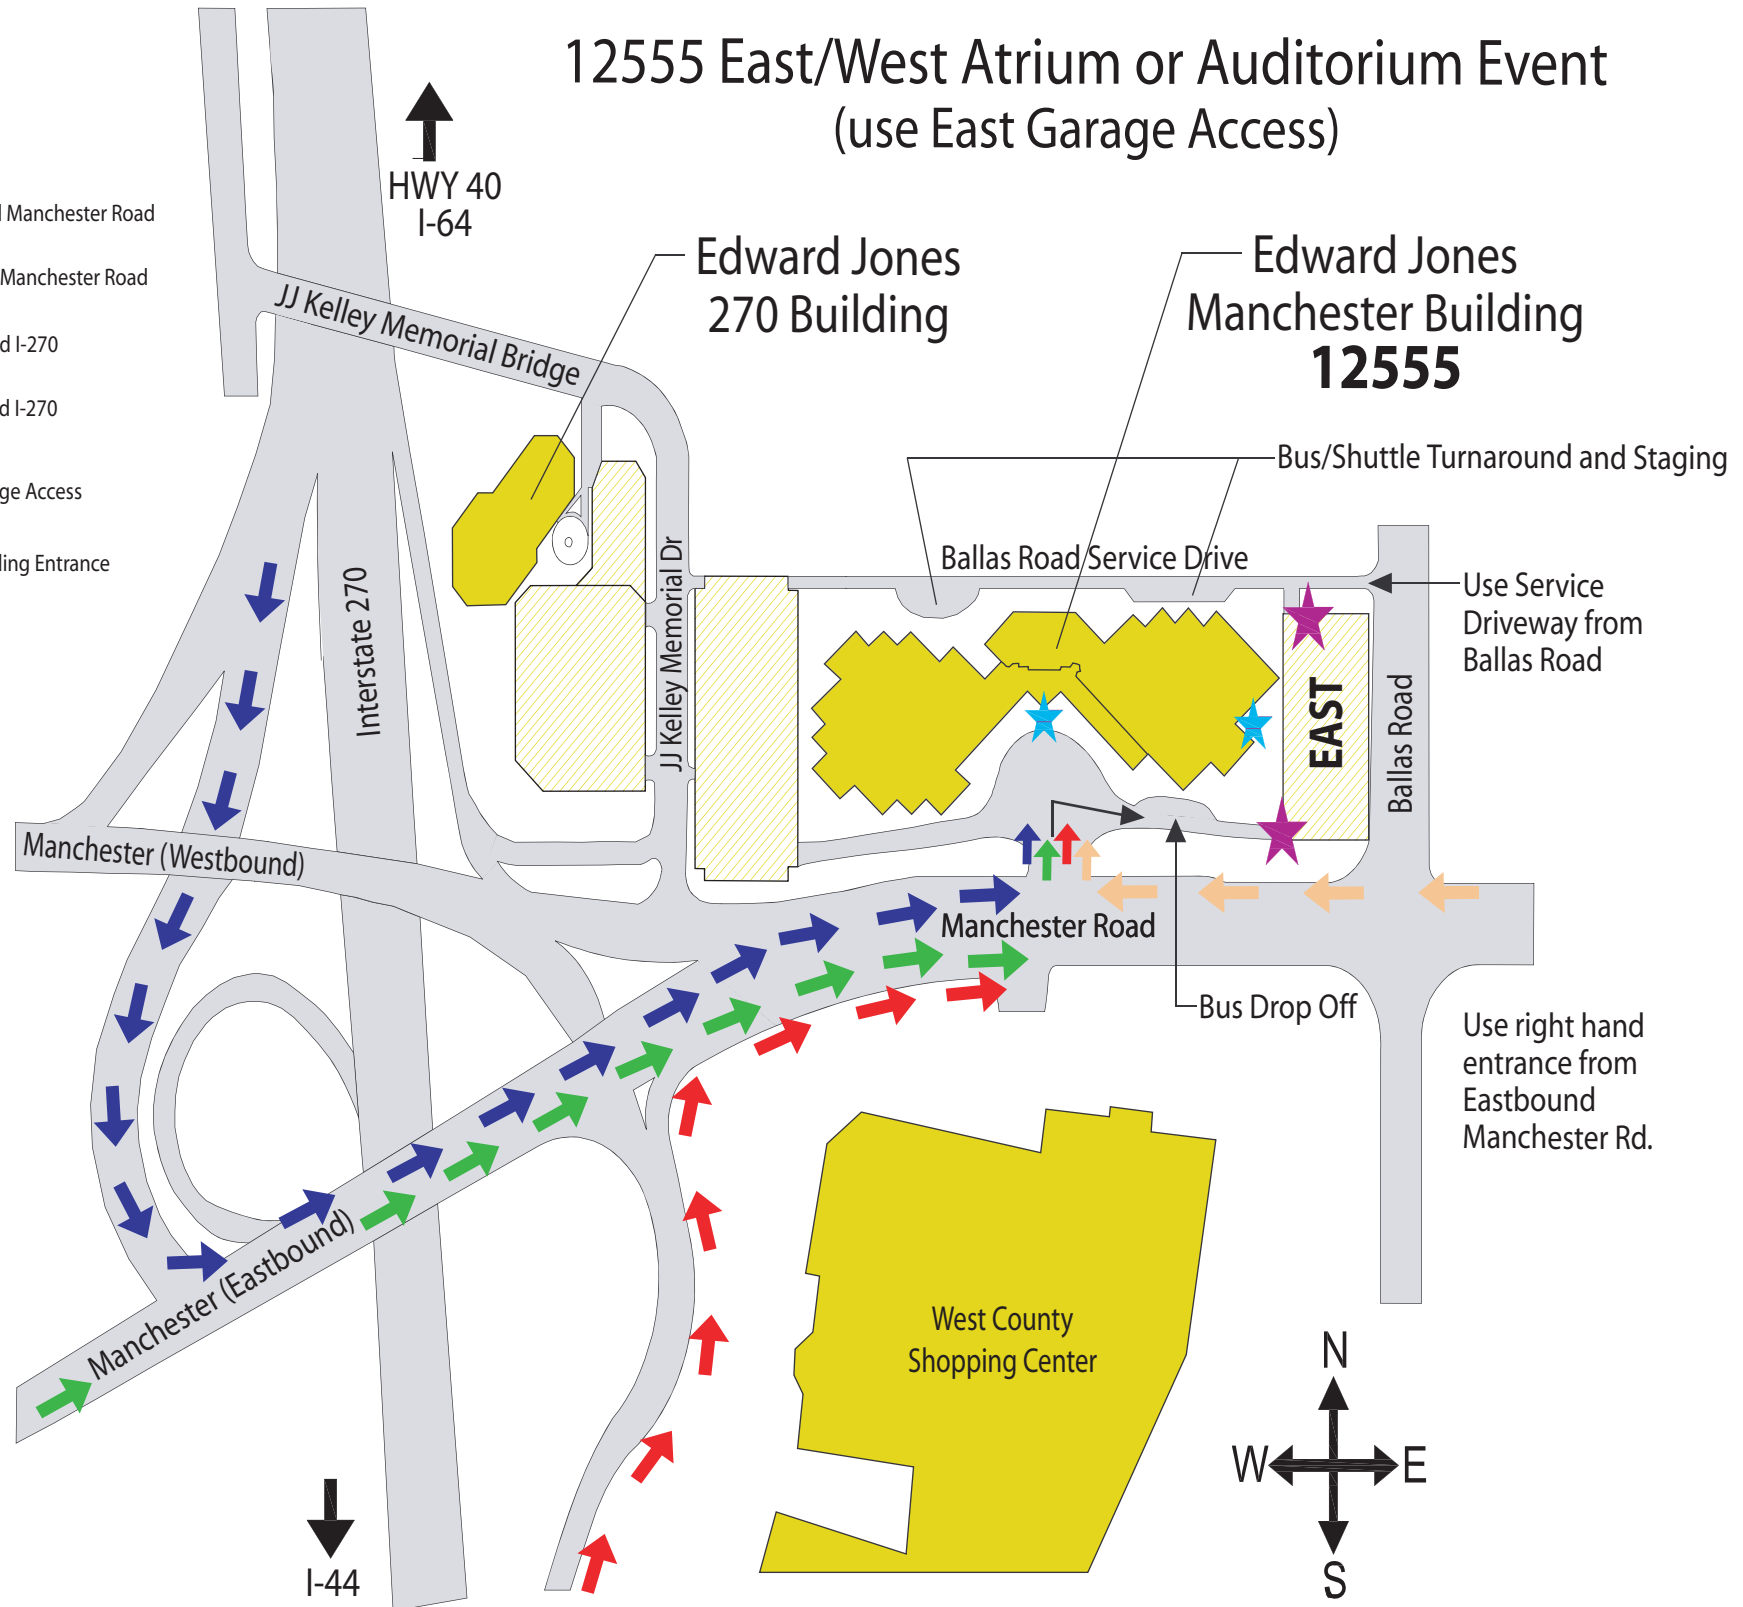 12555 East/West Atrium or Auditorium Event
(use East Garage Access)
HWY 40
I-64
Manchester Road
Manchester Road
I-270
I-270
Access
Entrance
Edward Jones
270 Building
Edward Jones
Manchester Building
12555
JJ Kelley Memorial Bridge
Bus/Shuttle Turnaround and Staging
Ballas Road Service Drive
Use Service
Driveway from
Ballas Road
Interstate 270
JJ Kelley Memorial Dr
EAST
Ballas Road
Manchester (Westbound)
Manchester Road
Bus Drop Off
Use right hand
entrance from
Eastbound
Manchester Rd.
Manchester (Eastbound)
West County
Shopping Center
I-44
N
W
E
S